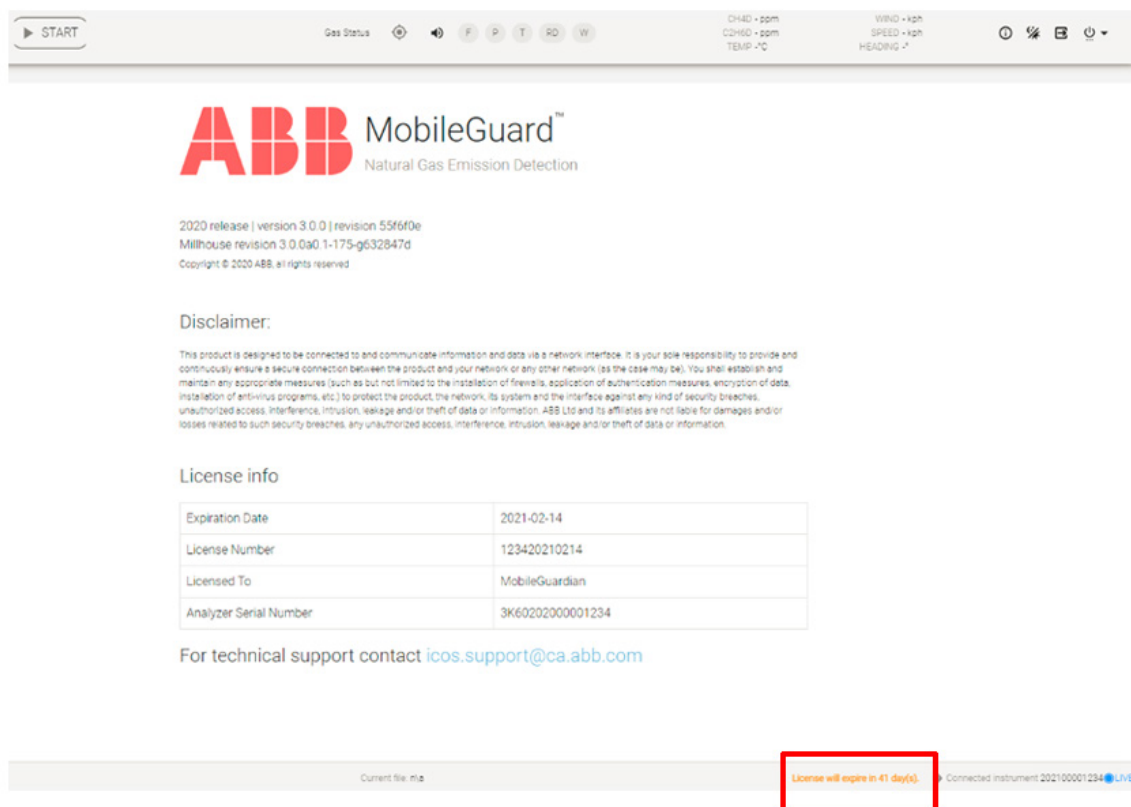 START
Gas Status F P T RD W
CH4D - ppm
C2H6D - ppm
TEMP -°C
WIND - kph
SPEED - kph
HEADING -°
ABB MobileGuard™
Natural Gas Emission Detection
2020 release | version 3.0.0 | revision 55f6f0e
Millhouse revision 3.0.0a0.1-175-g632847d
Copyright © 2020 ABB, all rights reserved
Disclaimer:
This product is designed to be connected to and communicate information and data via a network interface. It is your sole responsibility to provide and
continuously ensure a secure connection between the product and your network or any other network (as the case may be). You shall establish and
maintain any appropriate measures (such as but not limited to the installation of firewalls, application of authentication measures, encryption of data,
installation of anti-virus programs, etc.) to protect the product, the network, its system and the interface against any kind of security breaches,
unauthorized access, interference, intrusion, leakage and/or theft of data or information. ABB Ltd and its affiliates are not liable for damages and/or
losses related to such security breaches, any unauthorized access, interference, intrusion, leakage and/or theft of data or information.
License info
Expiration Date 2021-02-14
License Number 123420210214
Licensed To MobileGuardian
Analyzer Serial Number 3K60202000001234
For technical support contact icos.support@ca.abb.com
Current file: n\a
License will expire in 41 day(s).
Connected instrument 202100001234 LIVE